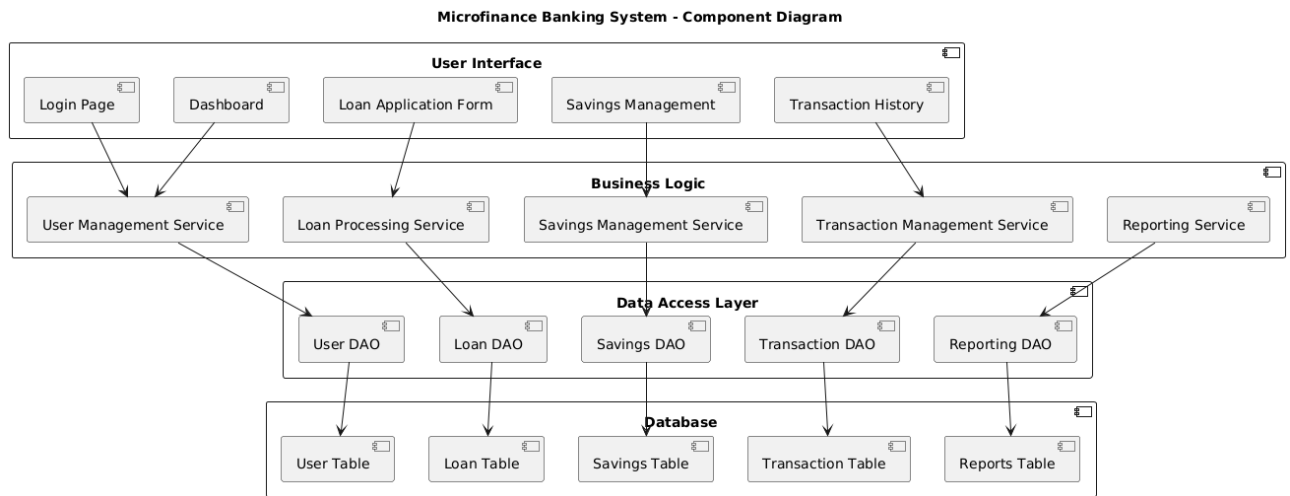 Microfinance Banking System - Component Diagram
User Interface
Login Page
Dashboard
Loan Application Form
Savings Management
Transaction History
Business Logic
User Management Service
Loan Processing Service
Savings Management Service
Transaction Management Service
Reporting Service
Data Access Layer
User DAO
Loan DAO
Savings DAO
Transaction DAO
Reporting DAO
Database
User Table
Loan Table
Savings Table
Transaction Table
Reports Table